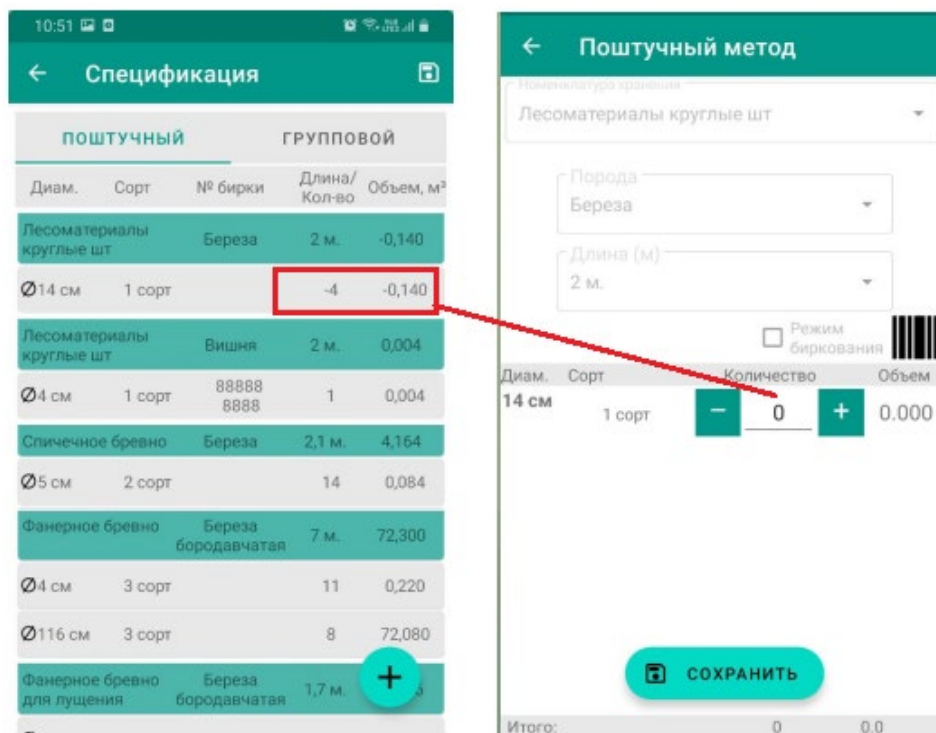 10:51
Спецификация
ПОШТУЧНЫЙ ГРУППОВОЙ
Диам. Сорт № бирки Длина/ Кол-во Объем, м³
Лесоматериалы круглые шт Береза 2 м. -0,140
Ø14 см 1 сорт -4 -0,140
Лесоматериалы круглые шт Вишня 2 м. 0,004
Ø4 см 1 сорт 88888 8888 1 0,004
Спичечное бревно Береза 2,1 м. 4,164
Ø5 см 2 сорт 14 0,084
Фанерное бревно Береза бородавчатая 7 м. 72,300
Ø4 см 3 сорт 11 0,220
Ø116 см 3 сорт 8 72,080
Фанерное бревно для лущения Береза бородавчатая 1,7 м.
+
Поштучный метод
Номенклатура хранения
Лесоматериалы круглые шт
Порода
Береза
Длина (м)
2 м.
Режим
биркования
Диам. Сорт Количество Объем
14 см 1 сорт − 0 + 0.000
СОХРАНИТЬ
Итого: 0 0.0